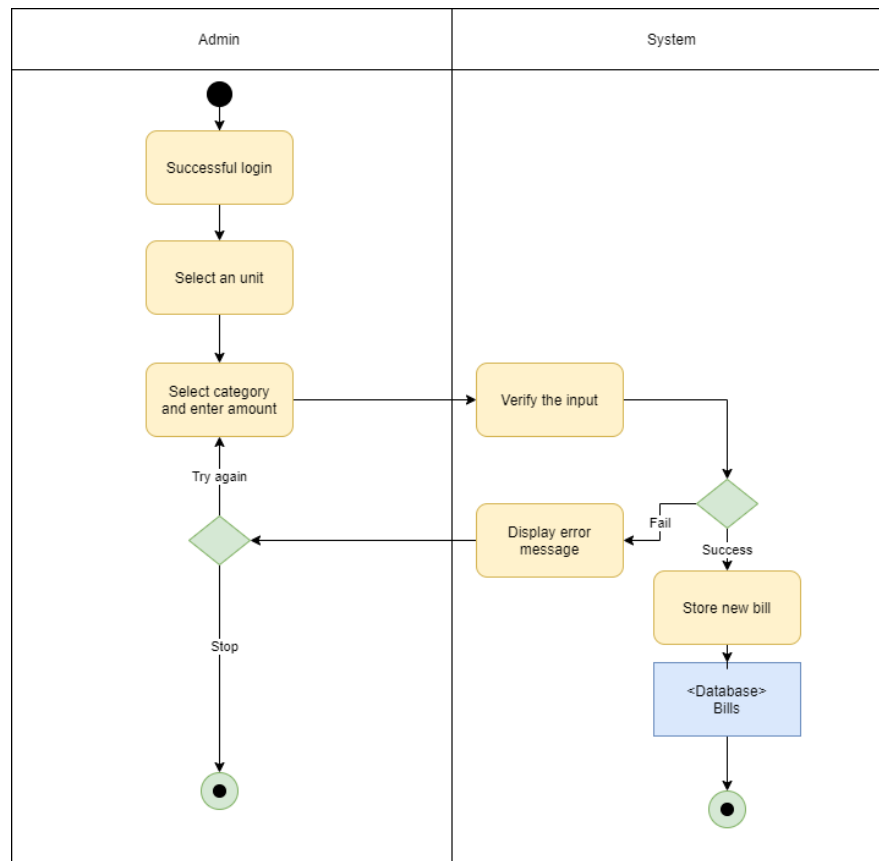 Admin
System
Successful login
Select an unit
Select category
and enter amount
Verify the input
Try again
Display error
message
Fail
Success
Store new bill
Stop
<Database>
Bills